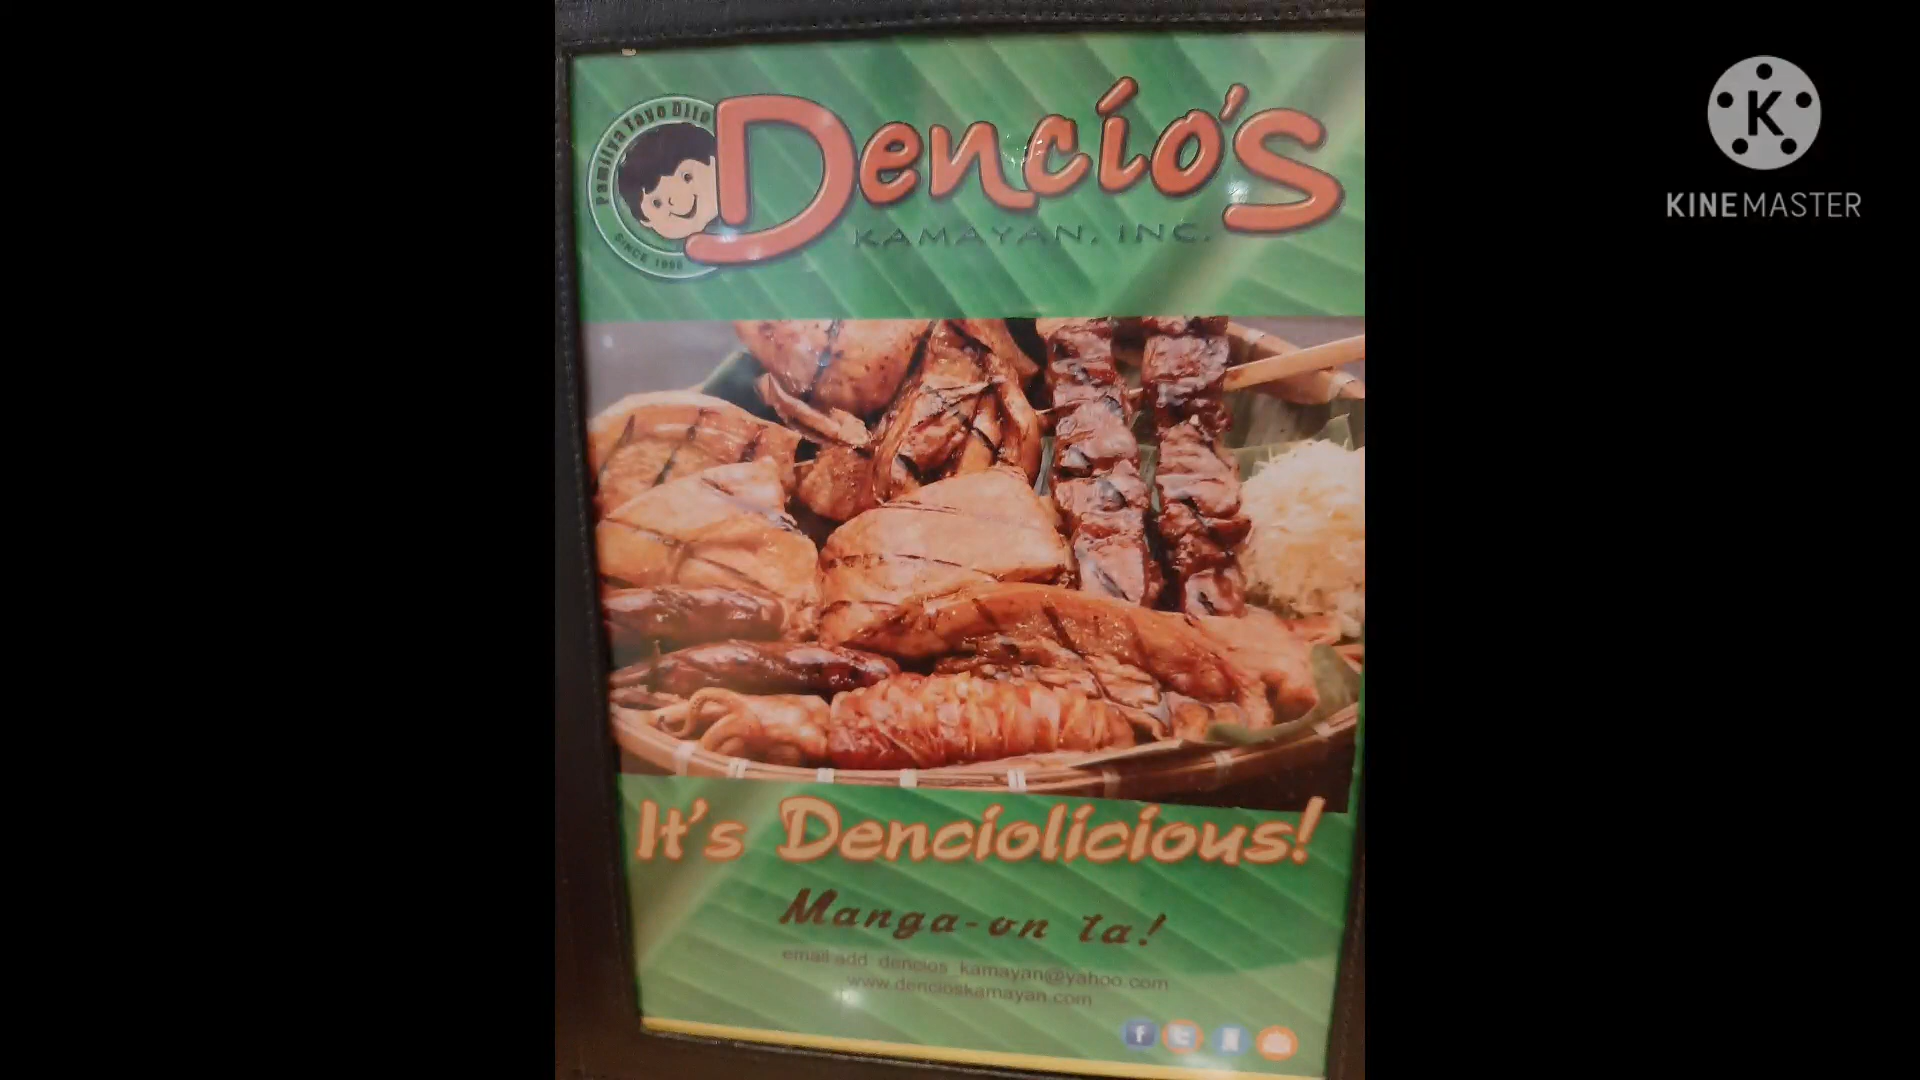 Pamilya Tayo Dito
Dencio's
KAMAYAN, INC.
SINCE 1996
It's Denciolicious!
Manga-on ta!
email add dencios_kamayan@yahoo.com
www.dencioskamayan.com
K
KINEMASTER